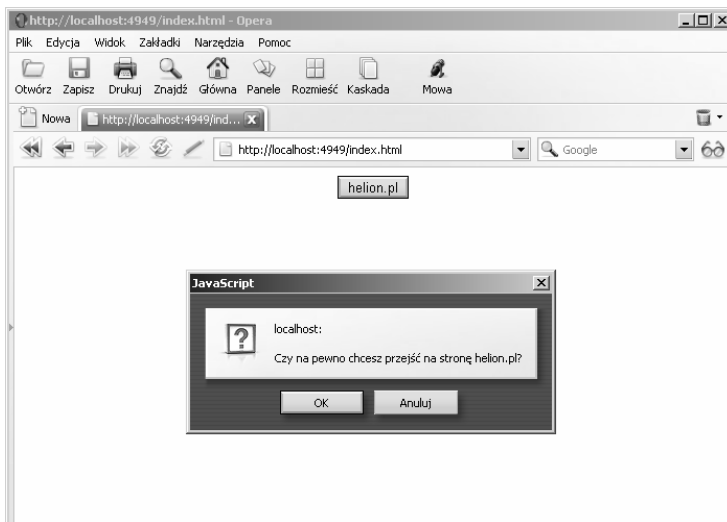 http://localhost:4949/index.html - Opera
Plik Edycja Widok Zakładki Narzędzia Pomoc
Otwórz Zapisz Drukuj Znajdź Główna Panele Rozmieść Kaskada Mowa
Nowa http://localhost:4949/ind...
http://localhost:4949/index.html Google
helion.pl
JavaScript
localhost:
Czy na pewno chcesz przejść na stronę helion.pl?
OK Anuluj